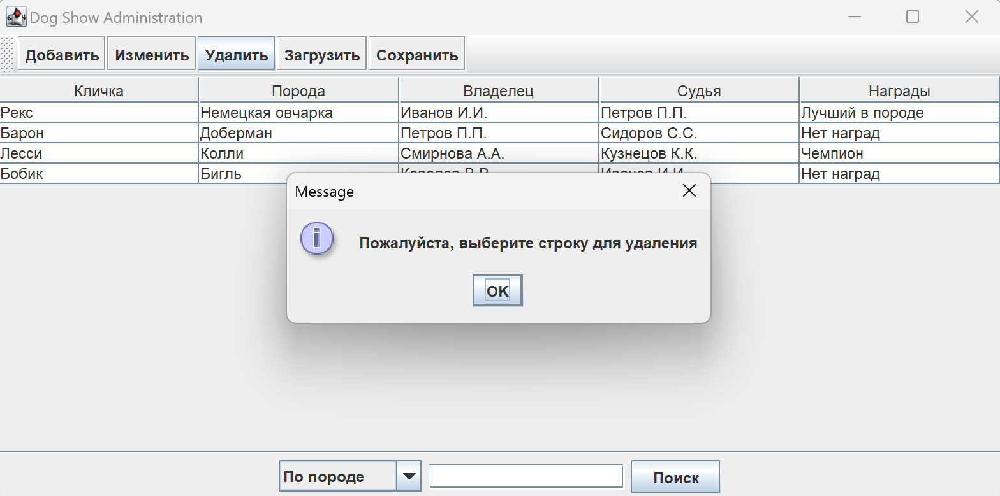 Dog Show Administration
Добавить Изменить Удалить Загрузить Сохранить
Кличка Порода Владелец Судья Награды
Рекс Немецкая овчарка Иванов И.И. Петров П.П. Лучший в породе
Барон Доберман Петров П.П. Сидоров С.С. Нет наград
Лесси Колли Смирнова А.А. Кузнецов К.К. Чемпион
Бобик Бигль Ковалев В.В. Иванов И.И. Нет наград
Message
Пожалуйста, выберите строку для удаления
OK
По породе Поиск